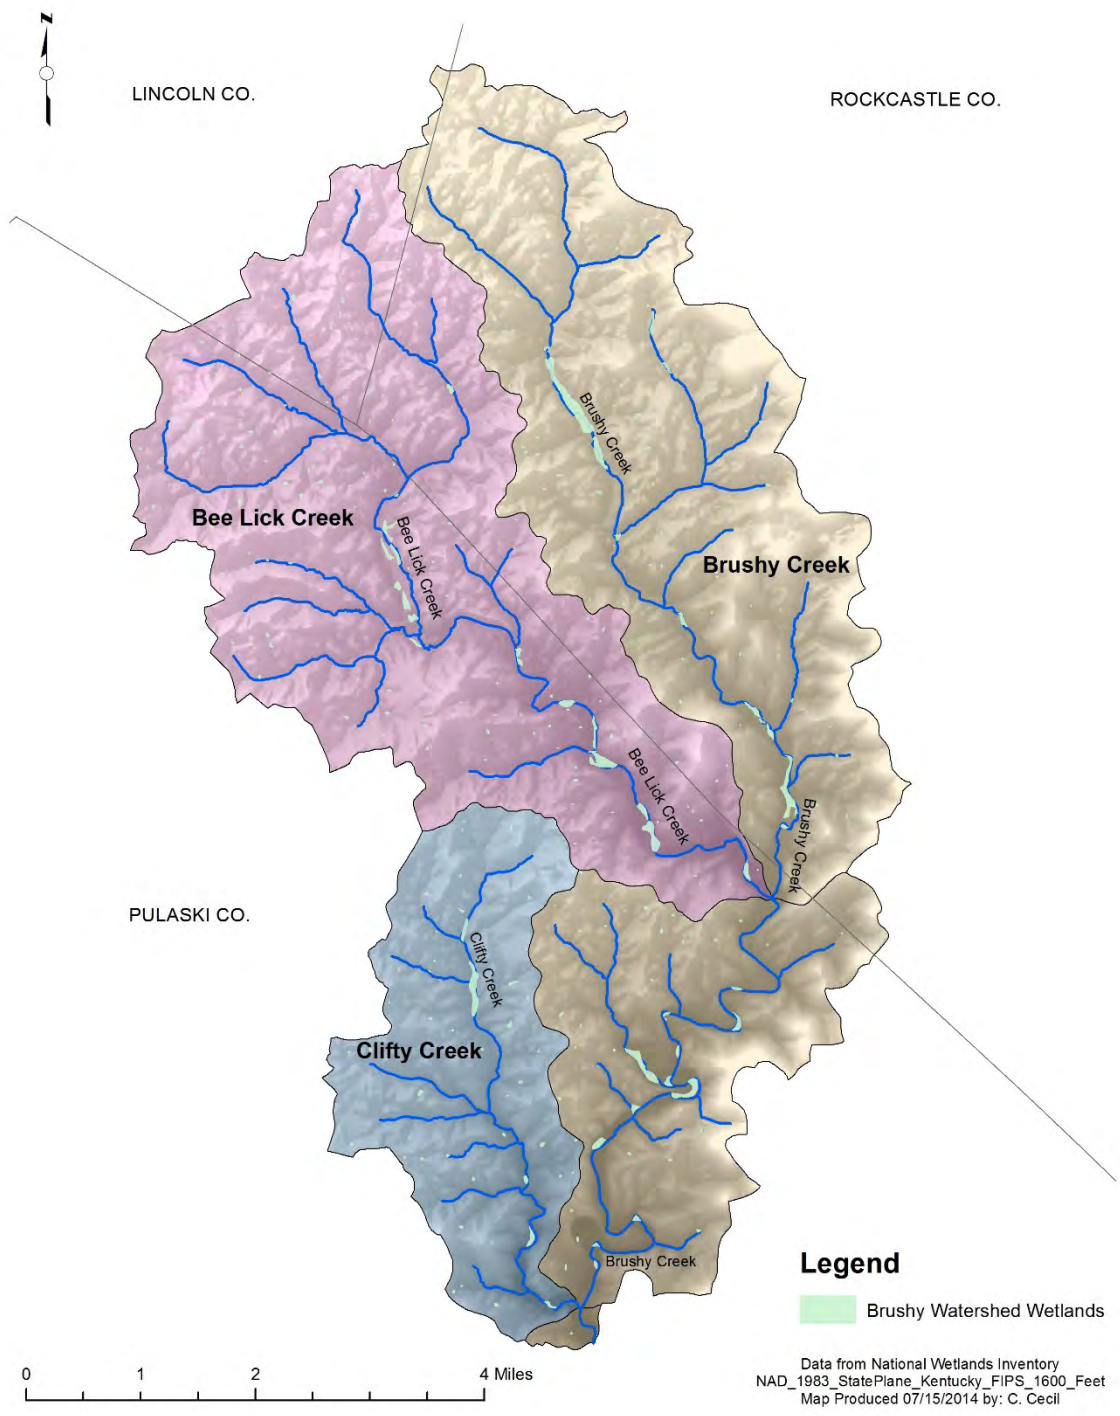 N
LINCOLN CO.
ROCKCASTLE CO.
Brushy Creek
Bee Lick Creek
Bee Lick Creek
Brushy Creek
Bee Lick Creek
Brushy Creek
PULASKI CO.
Clifty Creek
Clifty Creek
Brushy Creek
Legend
Brushy Watershed Wetlands
Data from National Wetlands Inventory
NAD_1983_StatePlane_Kentucky_FIPS_1600_Feet
Map Produced 07/15/2014 by: C. Cecil
0 1 2 4 Miles